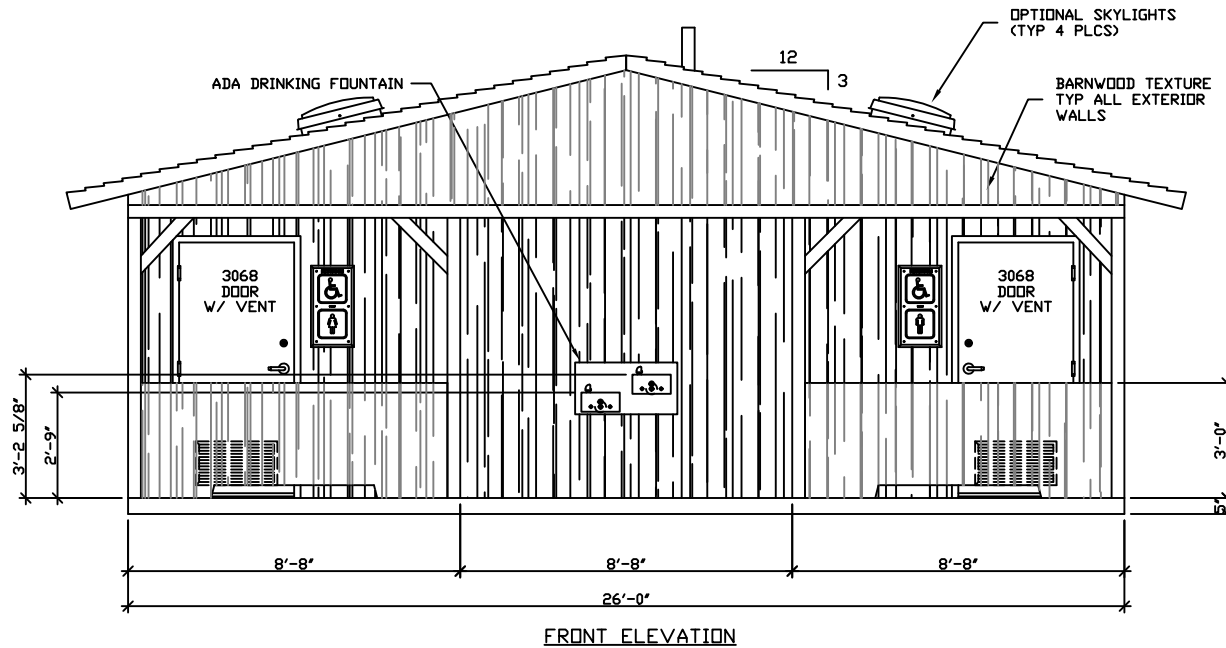 OPTIONAL SKYLIGHTS
(TYP 4 PLCS)
12
3
ADA DRINKING FOUNTAIN
BARNWOOD TEXTURE
TYP ALL EXTERIOR
WALLS
3068
DOOR
W/ VENT
3068
DOOR
W/ VENT
3'-2 5/8"
2'-9"
3'-0"
5"
8'-8"
8'-8"
8'-8"
26'-0"
FRONT ELEVATION